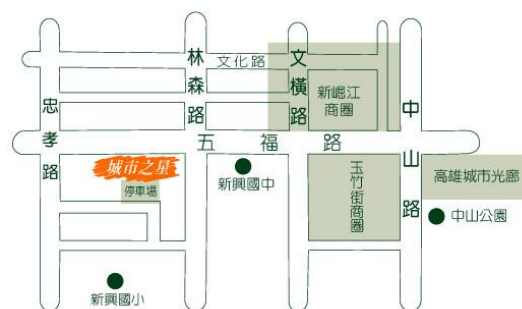 林森路
文化路
文橫路
新崛江
商圈
忠孝路
中山路
五福路
城市之星
停車場
新興國中
玉竹街商圈
高雄城市光廊
中山公園
新興國小